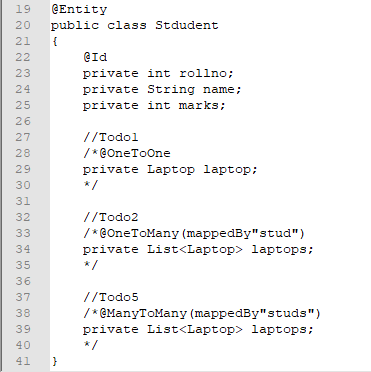 19 @Entity
20 public class Stdudent
21 {
22     @Id
23     private int rollno;
24     private String name;
25     private int marks;
26
27     //Todo1
28     /*@OneToOne
29     private Laptop laptop;
30     */
31
32     //Todo2
33     /*@OneToMany(mappedBy"stud")
34     private List<Laptop> laptops;
35     */
36
37     //Todo5
38     /*@ManyToMany(mappedBy"studs")
39     private List<Laptop> laptops;
40     */
41 }